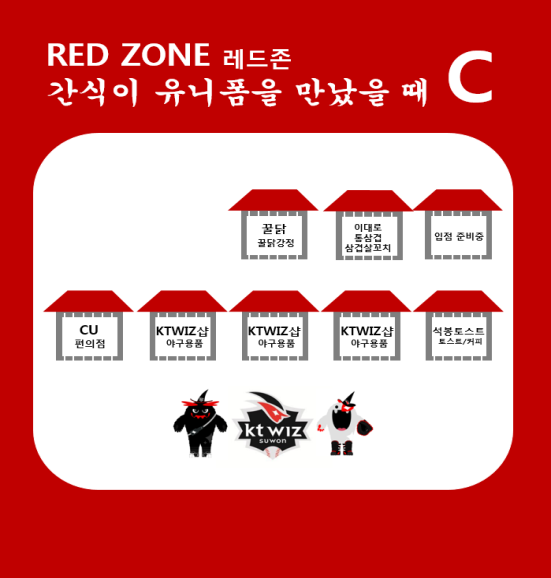 RED ZONE 레드존
간식이 유니폼을 만났을 때 C
꿀닭
꿀닭강정
이대로
통삼겹
삼겹살꼬치
입점 준비중
CU
편의점
KTWIZ샵
야구용품
KTWIZ샵
야구용품
KTWIZ샵
야구용품
석봉토스트
토스트/커피
kt wiz
suwon